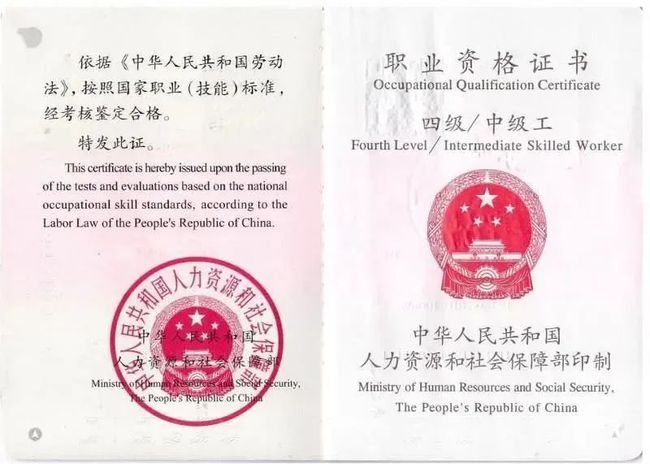 依据《中华人民共和国劳动
法》，按照国家职业（技能）标准，
经考核鉴定合格。
特发此证。
This certificate is hereby issued upon the passing
of the tests and evaluations based on the national
occupational skill standards, according to the
Labor Law of the People's Republic of China.
中华人民共和国人力资源和社会保障部
中华人民共和国
人力资源和社会保障部
Ministry of Human Resources and Social Security,
The People's Republic of China
职业资格证书
Occupational Qualification Certificate
四级/中级工
Fourth Level/Intermediate Skilled Worker
中华人民共和国
人力资源和社会保障部印制
Ministry of Human Resources and Social Security,
The People's Republic of China